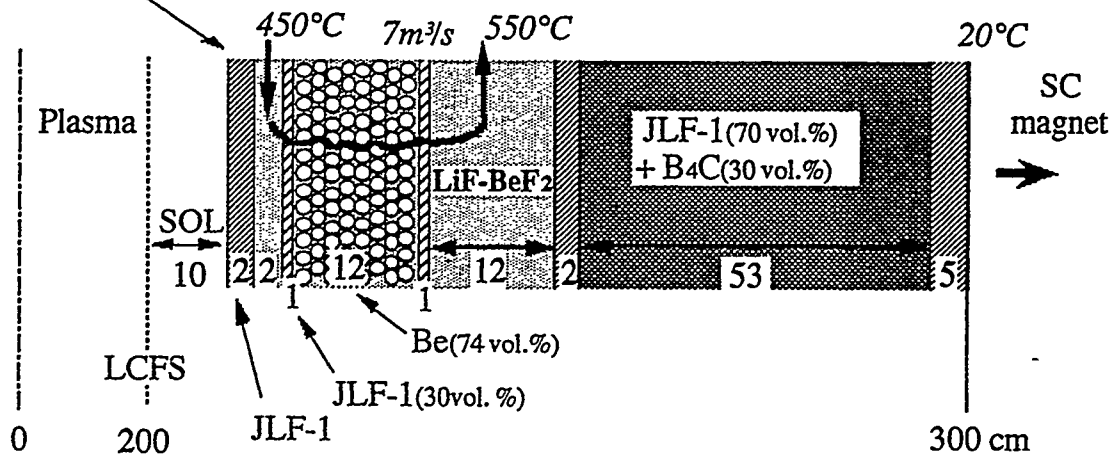 450°C 7m³/s 550°C 20°C
Plasma
SC
magnet
JLF-1(70 vol.%)
+ B4C(30 vol.%)
LiF-BeF2
SOL
10
2 2 1 12 1 12 2 53 5
Be(74 vol.%)
LCFS
JLF-1(30vol. %)
JLF-1
0 200 300 cm